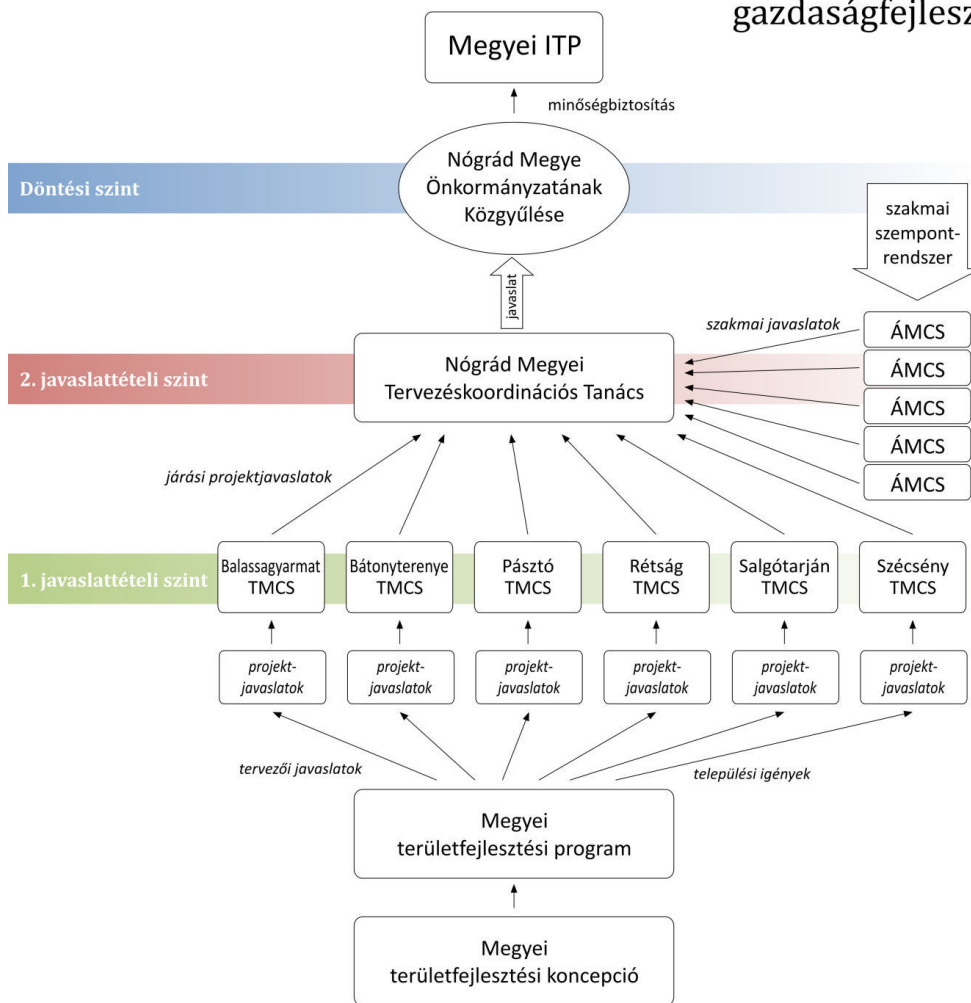 gazdaságfejlesz
Megyei ITP
minőségbiztosítás
Nógrád Megye
Önkormányzatának
Közgyűlése
Döntési szint
szakmai
szempont-
rendszer
javaslat
szakmai javaslatok
ÁMCS
ÁMCS
ÁMCS
ÁMCS
ÁMCS
2. javaslattételi szint
Nógrád Megyei
Tervezéskoordinációs Tanács
járási projektjavaslatok
1. javaslattételi szint
Balassagyarmat
TMCS
Bátonyterenye
TMCS
Pásztó
TMCS
Rétság
TMCS
Salgótarján
TMCS
Szécsény
TMCS
projekt-
javaslatok
projekt-
javaslatok
projekt-
javaslatok
projekt-
javaslatok
projekt-
javaslatok
projekt-
javaslatok
tervezői javaslatok
települési igények
Megyei
területfejlesztési program
Megyei
területfejlesztési koncepció